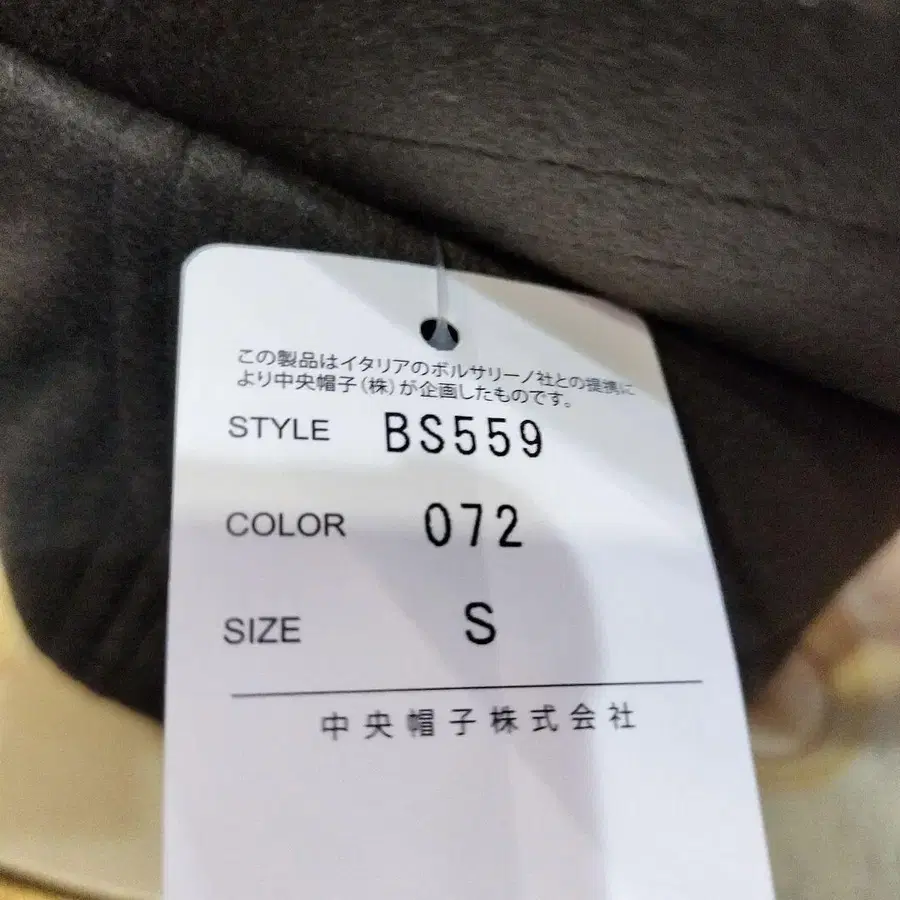 この製品はイタリアのボルサリーノ社との提携に
より中央帽子(株)が企画したものです。
STYLE BS559
COLOR 072
SIZE S
中央帽子株式会社